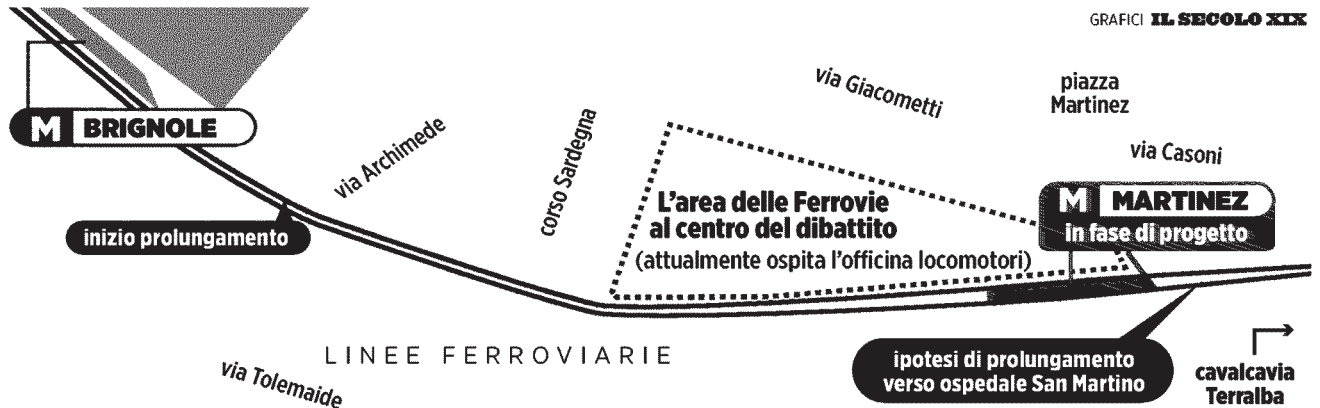 GRAFICI IL SECOLO XIX
M BRIGNOLE
inizio prolungamento
via Archimede
corso Sardegna
via Giacometti
piazza
Martinez
via Casoni
L'area delle Ferrovie
al centro del dibattito
(attualmente ospita l'officina locomotori)
M MARTINEZ
in fase di progetto
LINEE FERROVIARIE
via Tolemaide
ipotesi di prolungamento
verso ospedale San Martino
cavalcavia
Terralba